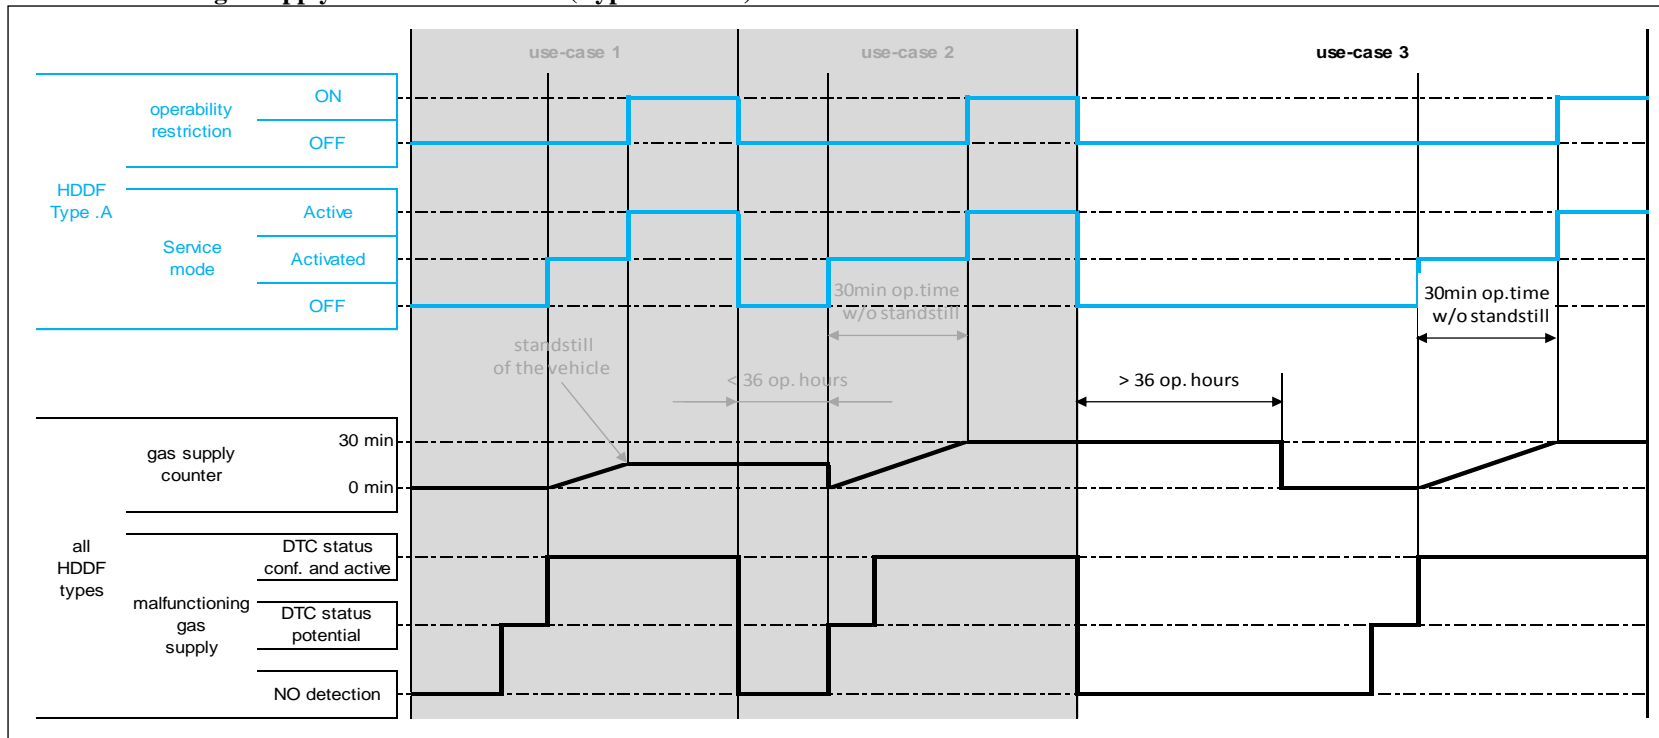 use-case 1
use-case 2
use-case 3
ON
operability
restriction
OFF
HDDF
Type .A
Active
Service
mode
Activated
OFF
30min op.time
w/o standstill
30min op.time
w/o standstill
standstill
of the vehicle
< 36 op. hours
> 36 op. hours
30 min
gas supply
counter
0 min
all
HDDF
types
DTC status
conf. and active
malfunctioning
gas
supply
DTC status
potential
NO detection